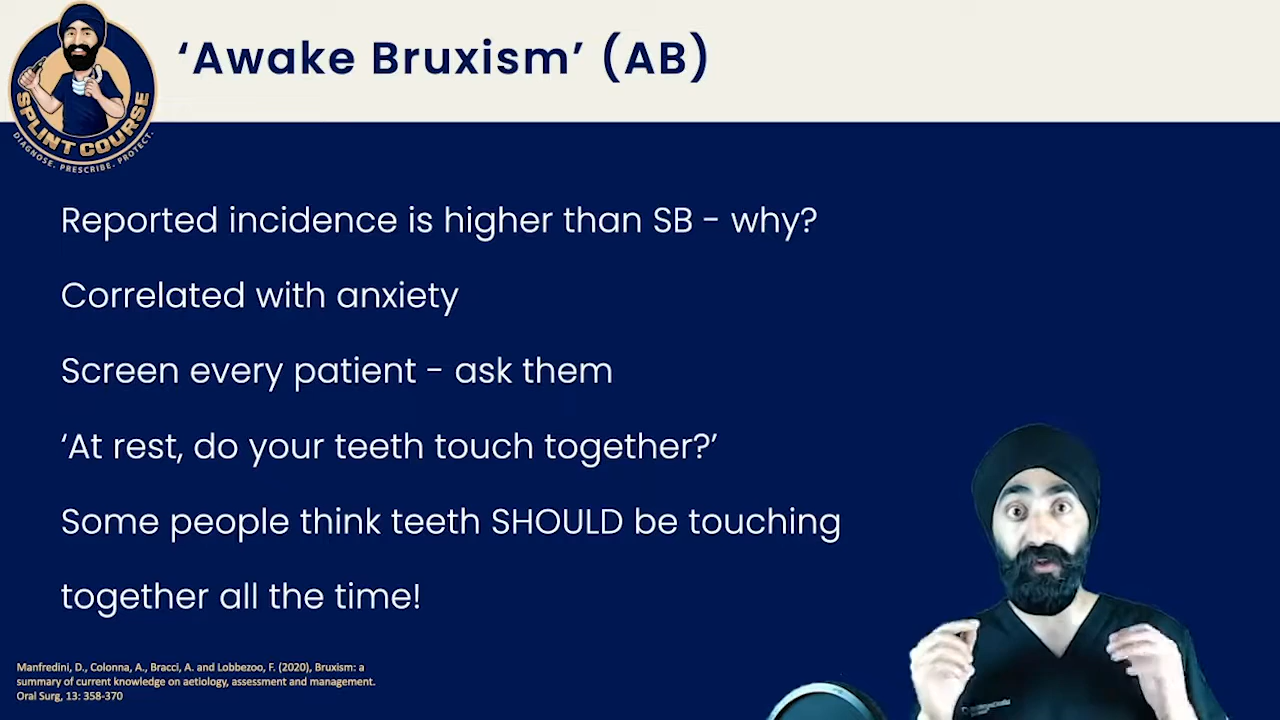 'Awake Bruxism' (AB)
SPLINT COURSE
DIAGNOSE. PRESCRIBE. PROTECT.
Reported incidence is higher than SB - why?
Correlated with anxiety
Screen every patient - ask them
'At rest, do your teeth touch together?'
Some people think teeth SHOULD be touching
together all the time!
Manfredini, D., Colonna, A., Bracci, A. and Lobbezoo, F. (2020), Bruxism: a
summary of current knowledge on aetiology, assessment and management.
Oral Surg, 13: 358-370